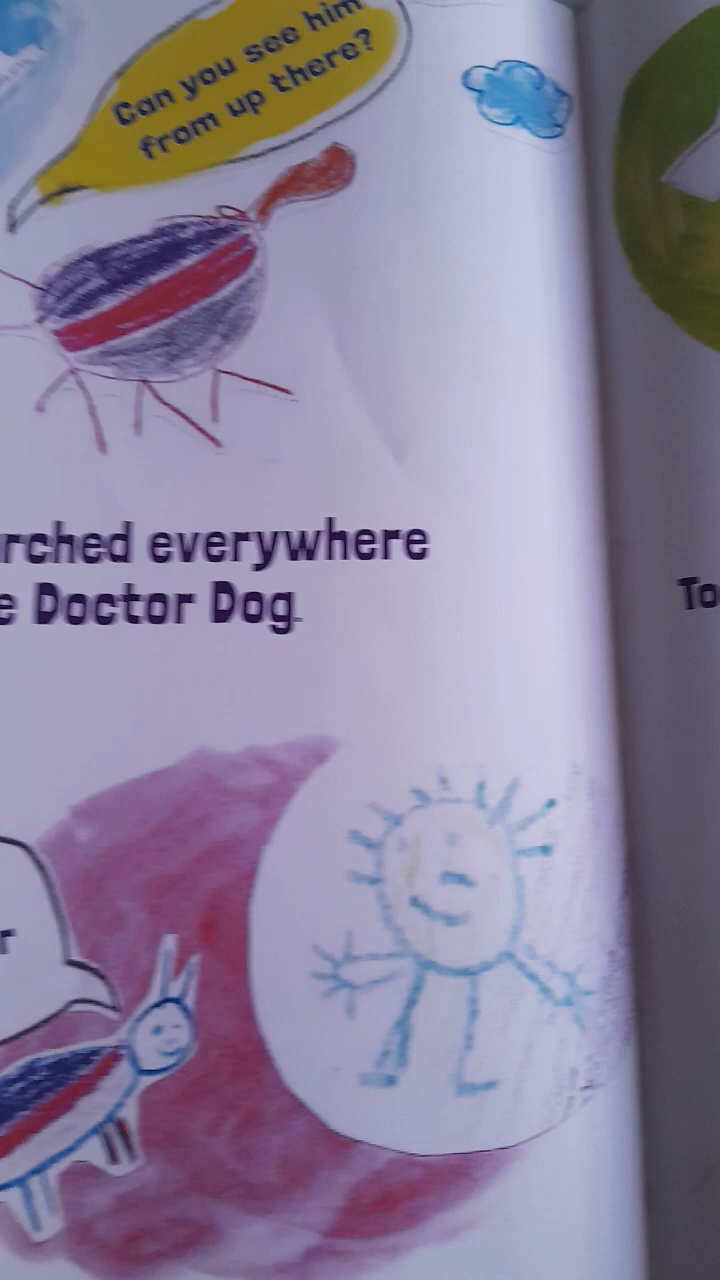 Can you see him
from up there?
rched everywhere
e Doctor Dog.
To
r